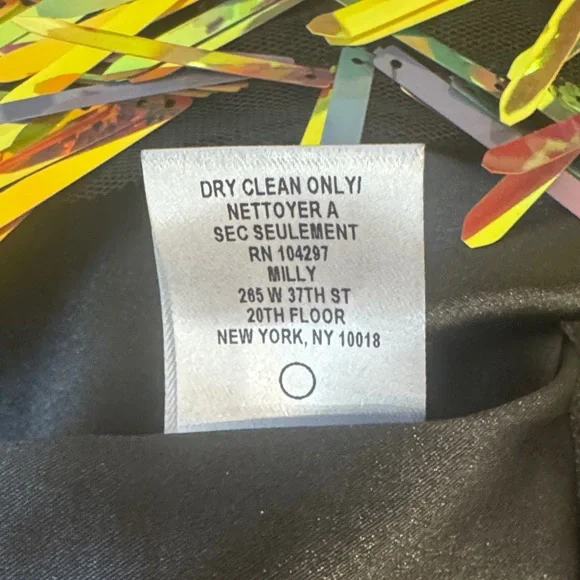 DRY CLEAN ONLY/
NETTOYER A
SEC SEULEMENT
RN 104297
MILLY
265 W 37TH ST
20TH FLOOR
NEW YORK, NY 10018